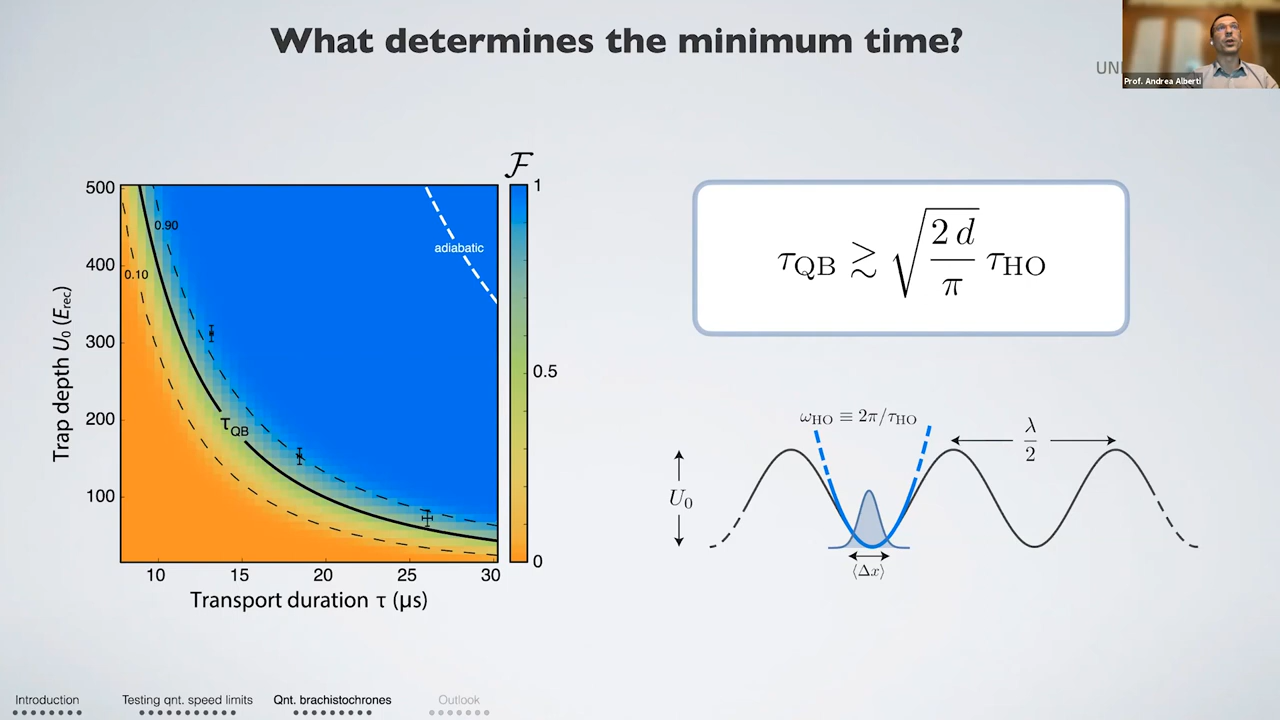 What determines the minimum time?
UNI
Prof. Andrea Alberti
ℱ
500
400
300
200
100
Trap depth U₀ (E_rec)
0.90
0.10
adiabatic
τ_QB
1
0.5
0
10 15 20 25 30
Transport duration τ (μs)
τ_QB ≳ √(2 d / π) τ_HO
ω_HO ≡ 2π/τ_HO
λ/2
U₀
⟨Δx⟩
Introduction Testing qnt. speed limits Qnt. brachistochrones Outlook